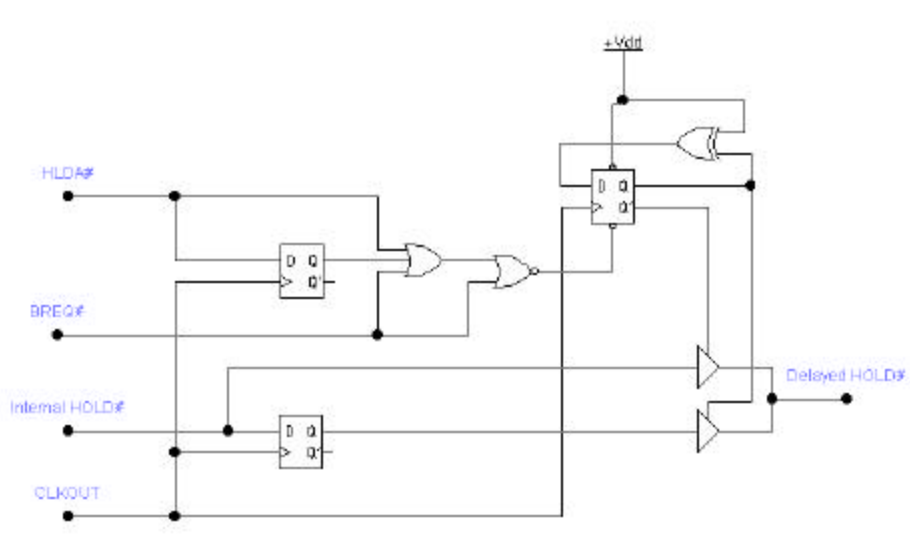 +Vdd
HLDA#
D Q
Q'
D Q
Q'
BREQ#
Delayed HOLD#
Internal HOLD#
D Q
Q'
CLKOUT